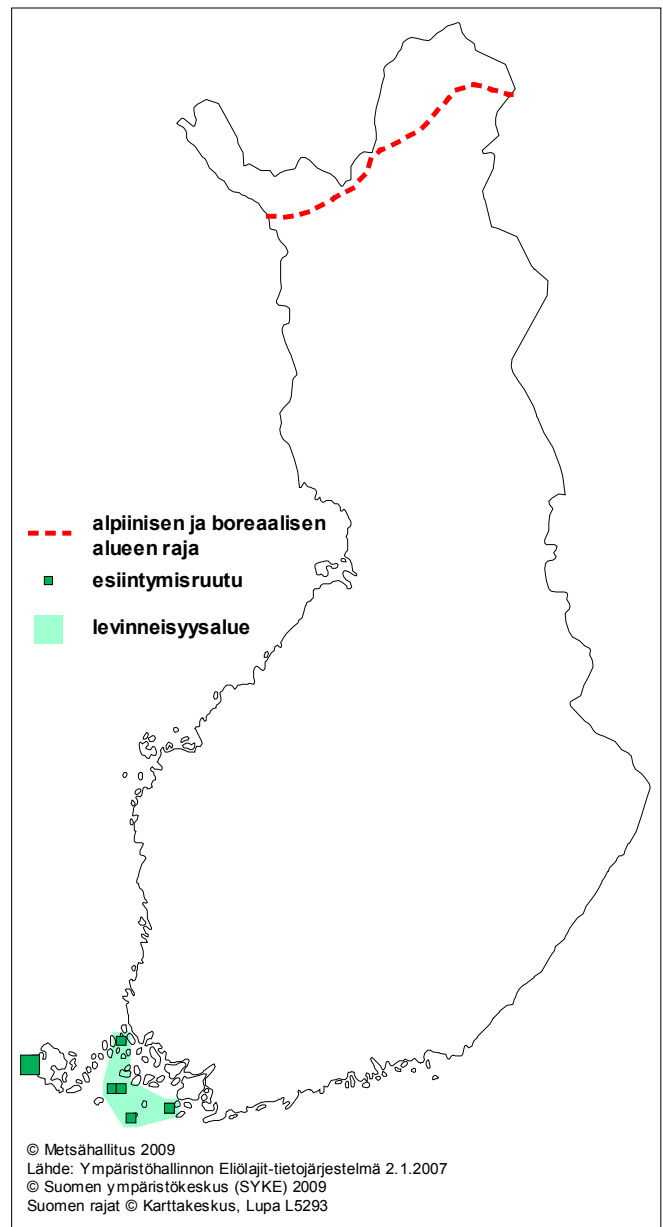 alpiinisen ja boreaalisen
alueen raja
esiintymisruutu
levinneisyysalue
© Metsähallitus 2009
Lähde: Ympäristöhallinnon Eliölajit-tietojärjestelmä 2.1.2007
© Suomen ympäristökeskus (SYKE) 2009
Suomen rajat © Karttakeskus, Lupa L5293